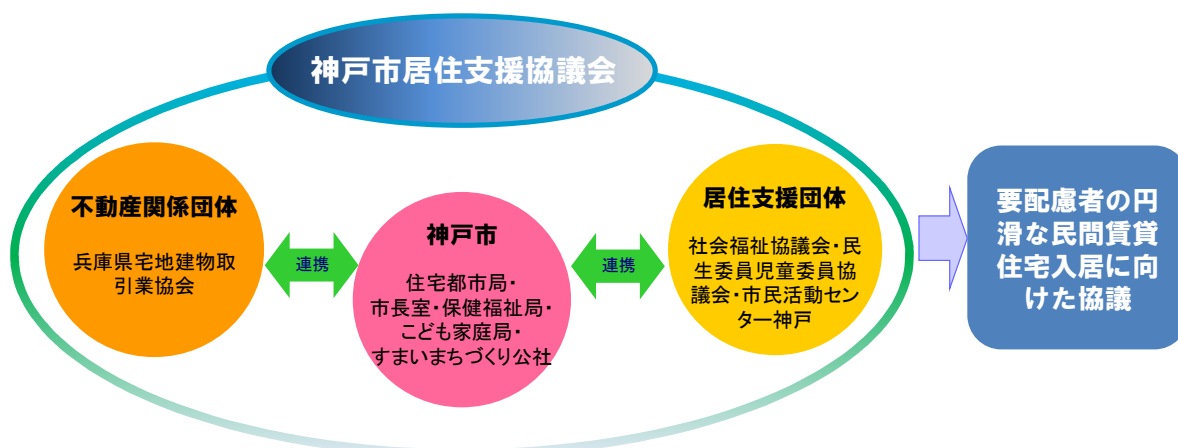 神戸市居住支援協議会
不動産関係団体
兵庫県宅地建物取
引業協会
連携
神戸市
住宅都市局・
市長室・保健福祉局・
こども家庭局・
すまいまちづくり公社
連携
居住支援団体
社会福祉協議会・民
生委員児童委員協
議会・市民活動セン
ター神戸
要配慮者の円
滑な民間賃貸
住宅入居に向
けた協議